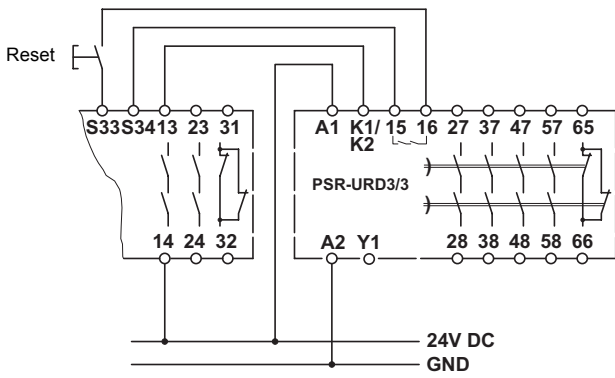 Reset
S33 S34 13 23 31
A1 K1/ 15 16 27 37 47 57 65
K2
PSR-URD3/3
14 24 32
A2 Y1 28 38 48 58 66
24V DC
GND